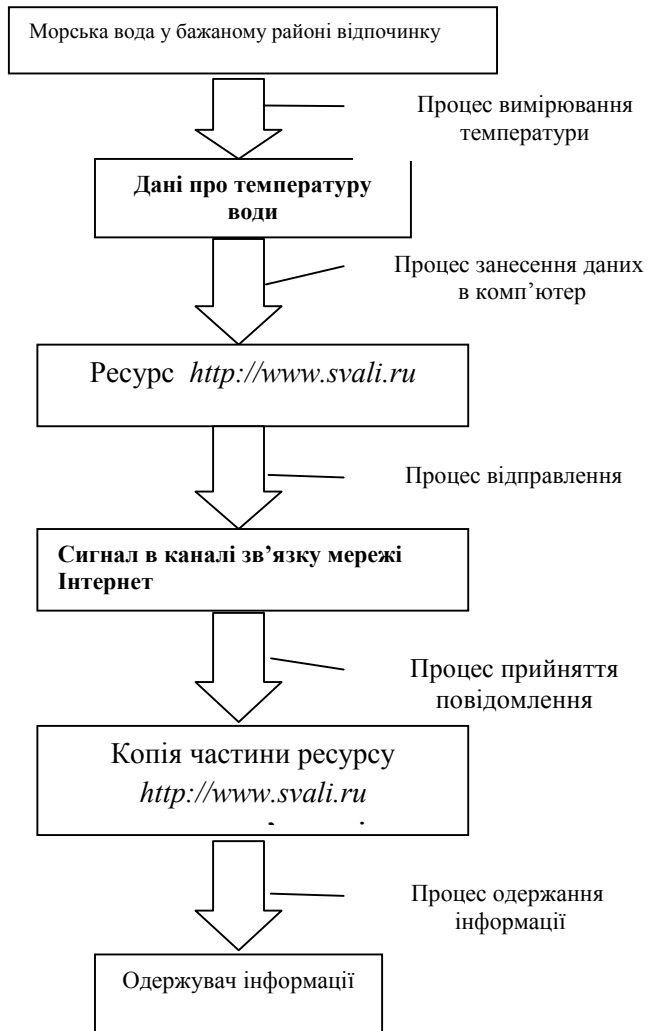 Морська вода у бажаному районі відпочинку
Процес вимірювання
температури
Дані про температуру
води
Процес занесення даних
в комп’ютер
Ресурс http://www.svali.ru
Процес відправлення
Сигнал в каналі зв’язку мережі
Інтернет
Процес прийняття
повідомлення
Копія частини ресурсу
http://www.svali.ru
Процес одержання
інформації
Одержувач інформації